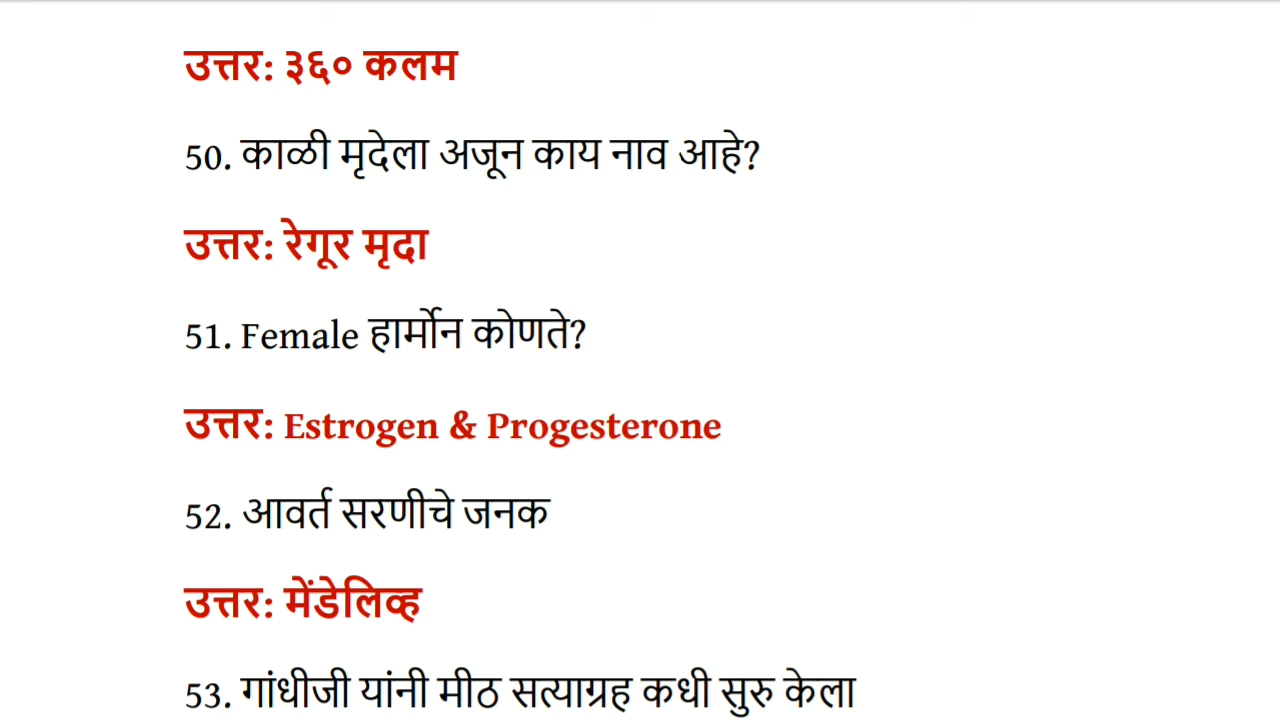 उत्तर: ३६० कलम
50. काळी मृदेला अजून काय नाव आहे?
उत्तर: रेगूर मृदा
51. Female हार्मोन कोणते?
उत्तर: Estrogen & Progesterone
52. आवर्त सरणीचे जनक
उत्तर: मेंडेलिव्ह
53. गांधीजी यांनी मीठ सत्याग्रह कधी सुरु केला